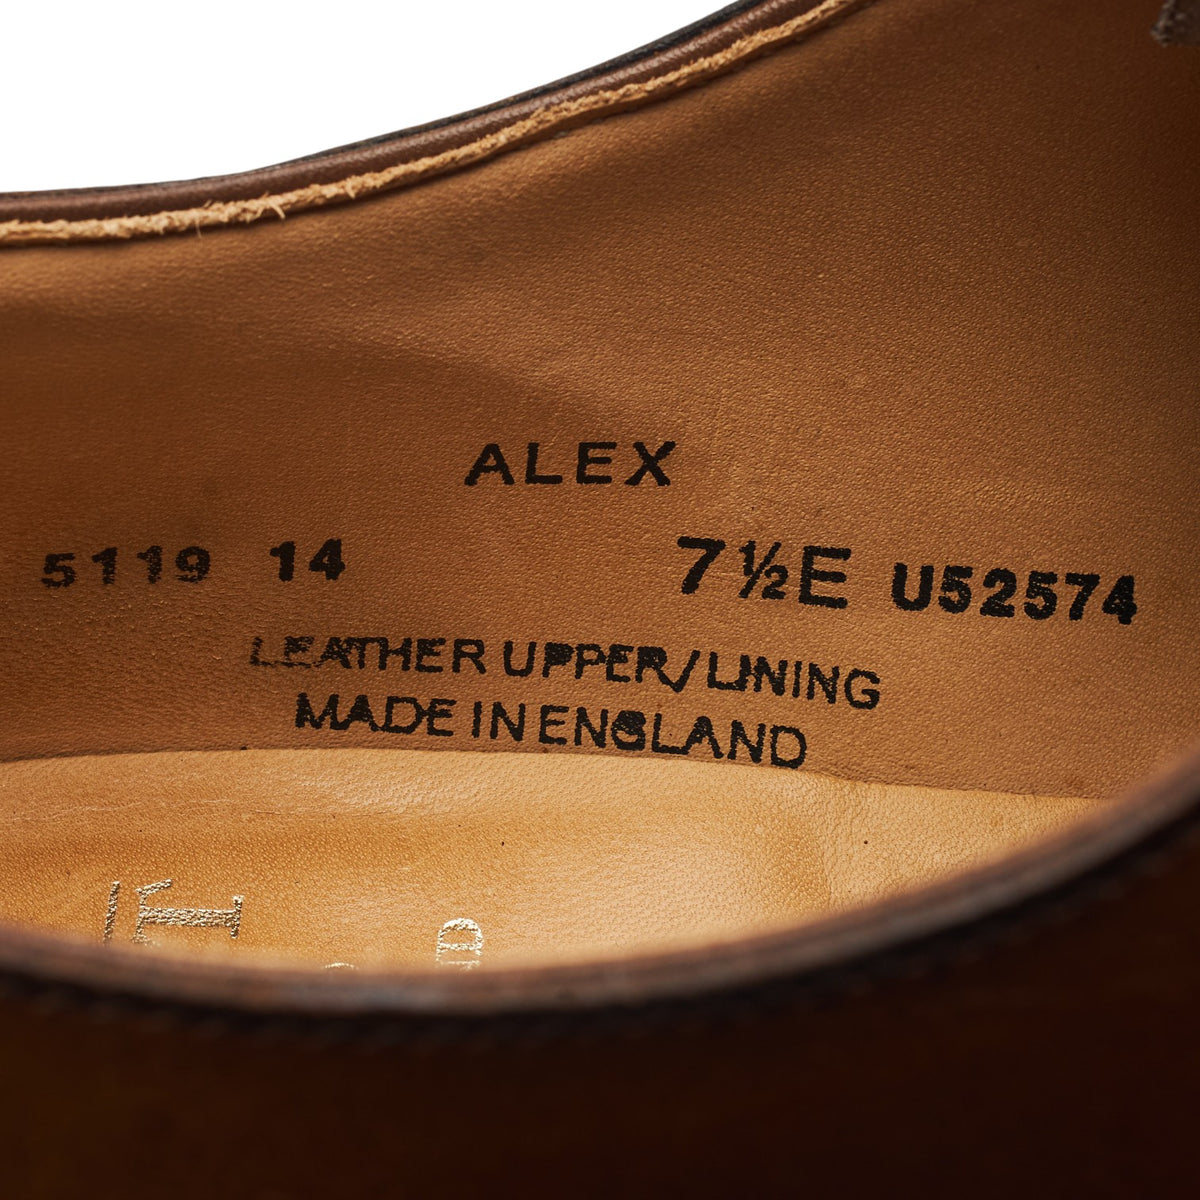 ALEX
5119 14 7½E U52574
LEATHER UPPER/LINING
MADE IN ENGLAND